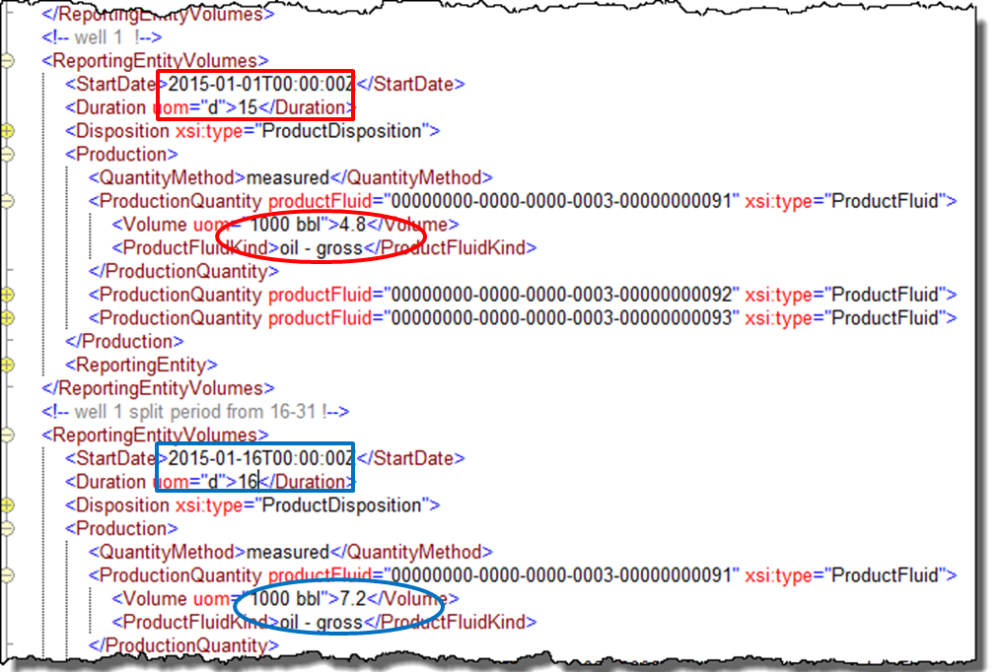 </ReportingEntityVolumes>
<!-- well 1 !-->
<ReportingEntityVolumes>
<StartDate>2015-01-01T00:00:00Z</StartDate>
<Duration uom="d">15</Duration>
<Disposition xsi:type="ProductDisposition">
<Production>
<QuantityMethod>measured</QuantityMethod>
<ProductionQuantity productFluid="00000000-0000-0000-0003-00000000091" xsi:type="ProductFluid">
<Volume uom="1000 bbl">4.8</Volume>
<ProductFluidKind>oil - gross</ProductFluidKind>
</ProductionQuantity>
<ProductionQuantity productFluid="00000000-0000-0000-0003-00000000092" xsi:type="ProductFluid">
<ProductionQuantity productFluid="00000000-0000-0000-0003-00000000093" xsi:type="ProductFluid">
</Production>
<ReportingEntity>
</ReportingEntityVolumes>
<!-- well 1 split period from 16-31 !-->
<ReportingEntityVolumes>
<StartDate>2015-01-16T00:00:00Z</StartDate>
<Duration uom="d">16</Duration>
<Disposition xsi:type="ProductDisposition">
<Production>
<QuantityMethod>measured</QuantityMethod>
<ProductionQuantity productFluid="00000000-0000-0000-0003-00000000091" xsi:type="ProductFluid">
<Volume uom="1000 bbl">7.2</Volume>
<ProductFluidKind>oil - gross</ProductFluidKind>
</ProductionQuantity>